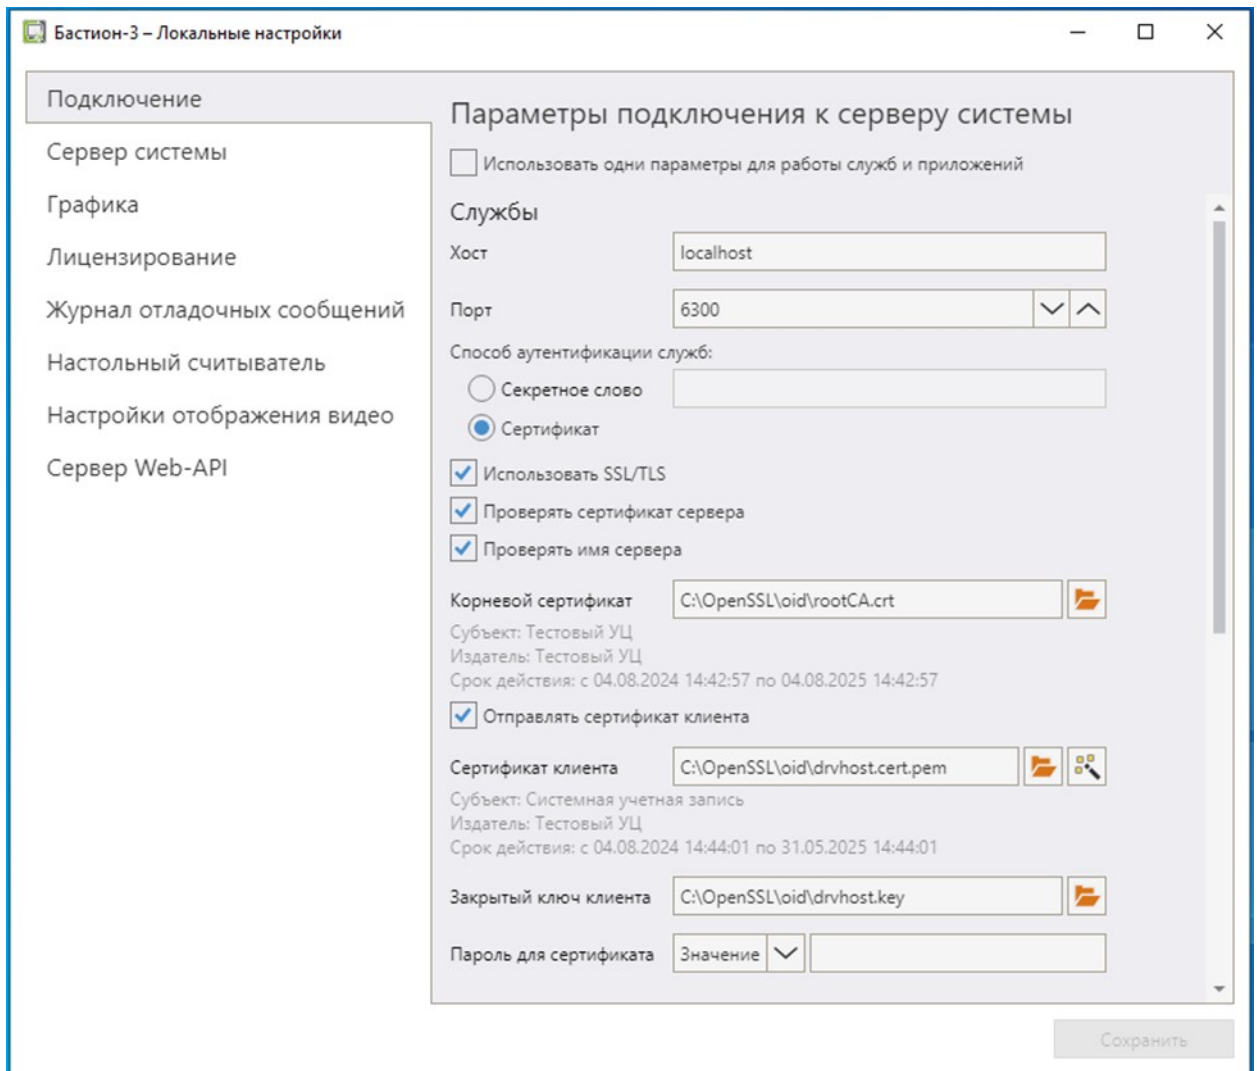 Бастион-3 – Локальные настройки
Подключение
Сервер системы
Графика
Лицензирование
Журнал отладочных сообщений
Настольный считыватель
Настройки отображения видео
Сервер Web-API
Параметры подключения к серверу системы
Использовать одни параметры для работы служб и приложений
Службы
Хост localhost
Порт 6300
Способ аутентификации служб:
Секретное слово
Сертификат
Использовать SSL/TLS
Проверять сертификат сервера
Проверять имя сервера
Корневой сертификат C:\OpenSSL\oid\rootCA.crt
Субъект: Тестовый УЦ
Издатель: Тестовый УЦ
Срок действия: с 04.08.2024 14:42:57 по 04.08.2025 14:42:57
Отправлять сертификат клиента
Сертификат клиента C:\OpenSSL\oid\drvhost.cert.pem
Субъект: Системная учетная запись
Издатель: Тестовый УЦ
Срок действия: с 04.08.2024 14:44:01 по 31.05.2025 14:44:01
Закрытый ключ клиента C:\OpenSSL\oid\drvhost.key
Пароль для сертификата Значение
Сохранить